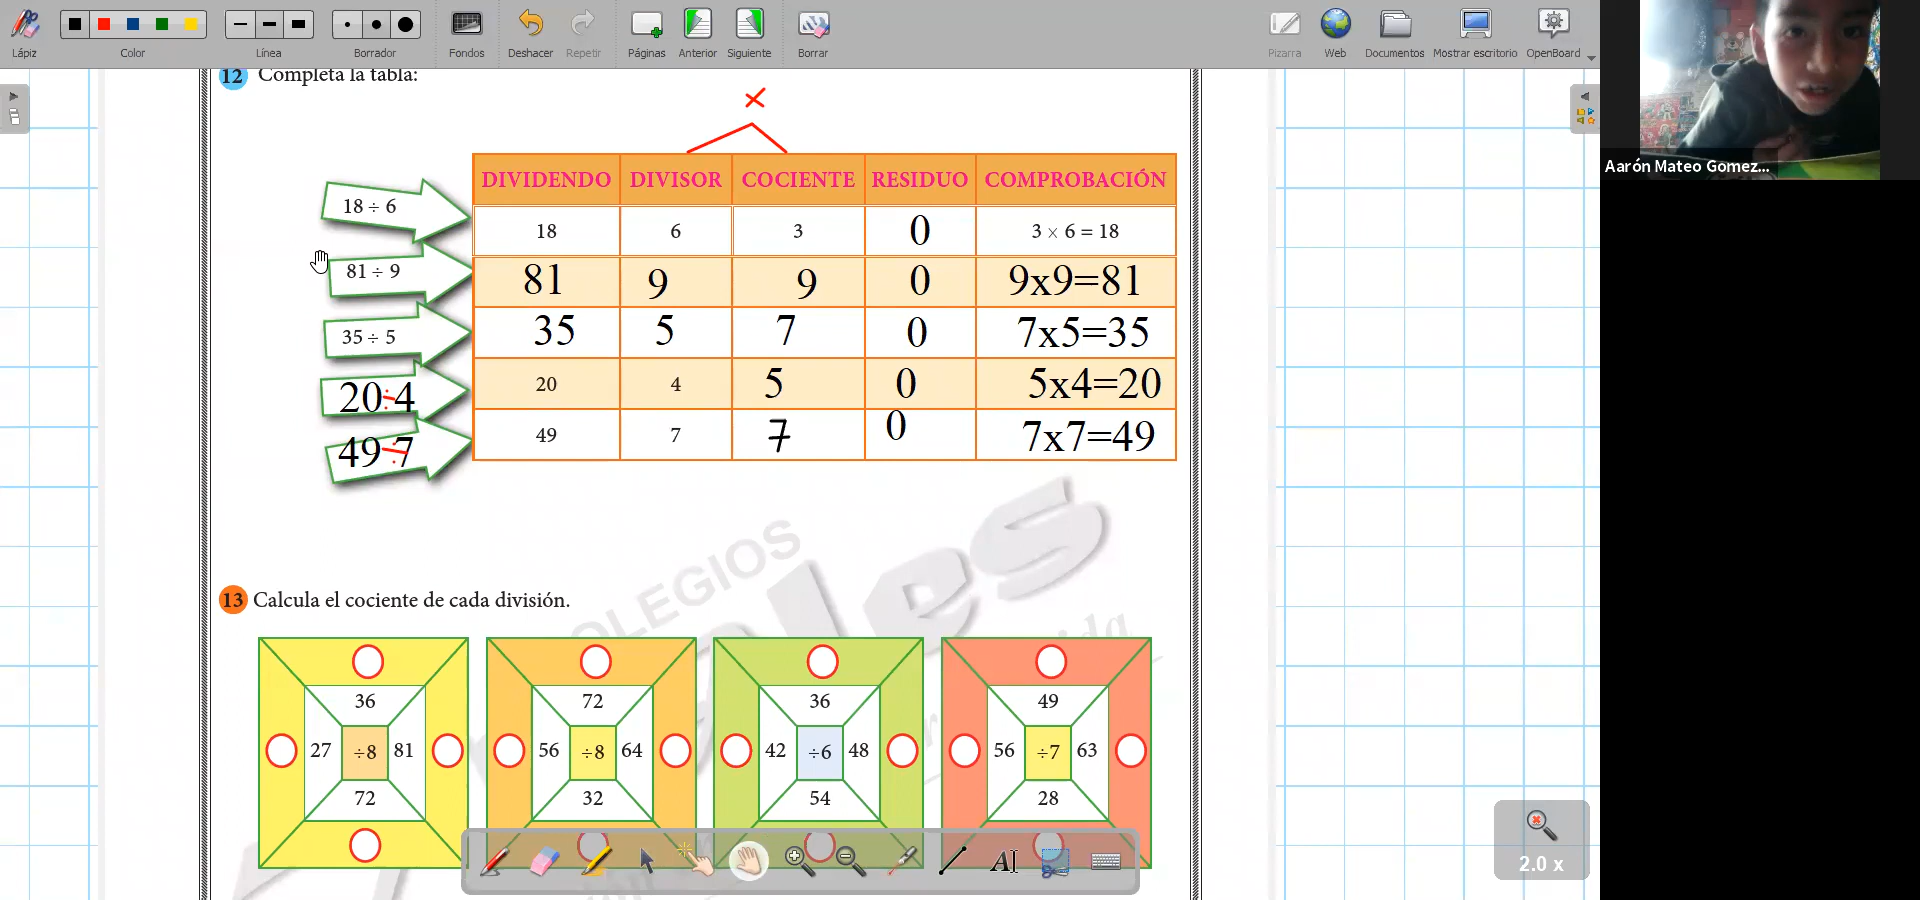 Lápiz Color Línea Borrador Fondos Deshacer Repetir Páginas Anterior Siguiente Borrar Pizarra Web Documentos Mostrar escritorio OpenBoard
12 Completa la tabla:
×
DIVIDENDO DIVISOR COCIENTE RESIDUO COMPROBACIÓN
18 ÷ 6 18 6 3 0 3 × 6 = 18
81 ÷ 9 81 9 9 0 9x9=81
35 ÷ 5 35 5 7 0 7x5=35
20÷4 20 4 5 0 5x4=20
49÷7 49 7 7 0 7x7=49
OLEGIOS
13 Calcula el cociente de cada división.
36 72 36 49
27 ÷8 81 56 ÷8 64 42 ÷6 48 56 ÷7 63
72 32 54 28
AI
2.0 x
Aarón Mateo Gomez...